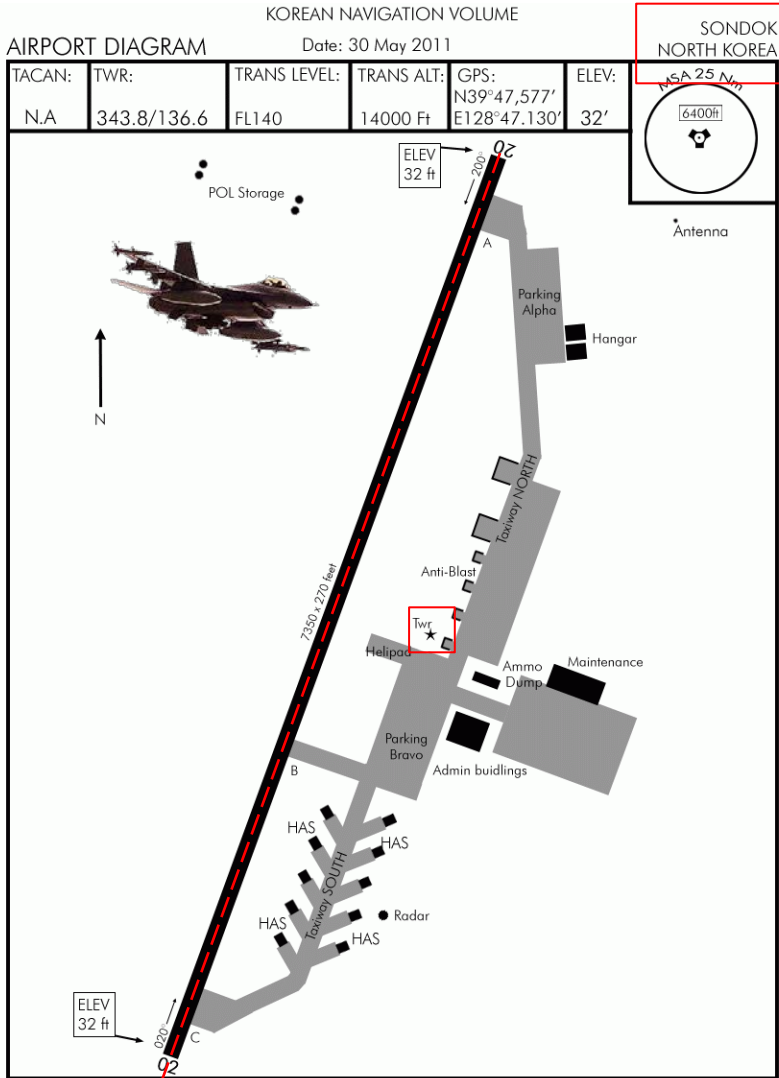 KOREAN NAVIGATION VOLUME
AIRPORT DIAGRAM
Date: 30 May 2011
SONDOK
NORTH KOREA
TACAN:
N.A
TWR:
343.8/136.6
TRANS LEVEL:
FL140
TRANS ALT:
14000 Ft
GPS:
N39°47,577’
E128°47.130’
ELEV:
32’
MSA 25 Nm
6400ft
ELEV
32 ft
20
200°
POL Storage
Antenna
A
Parking
Alpha
Hangar
N
Taxiway NORTH
7350 x 270 feet
Anti-Blast
Twr
Helipad
Ammo
Dump
Maintenance
Parking
Bravo
B
Admin buidlings
HAS
HAS
Taxiway SOUTH
HAS
HAS
Radar
ELEV
32 ft
020°
C
02